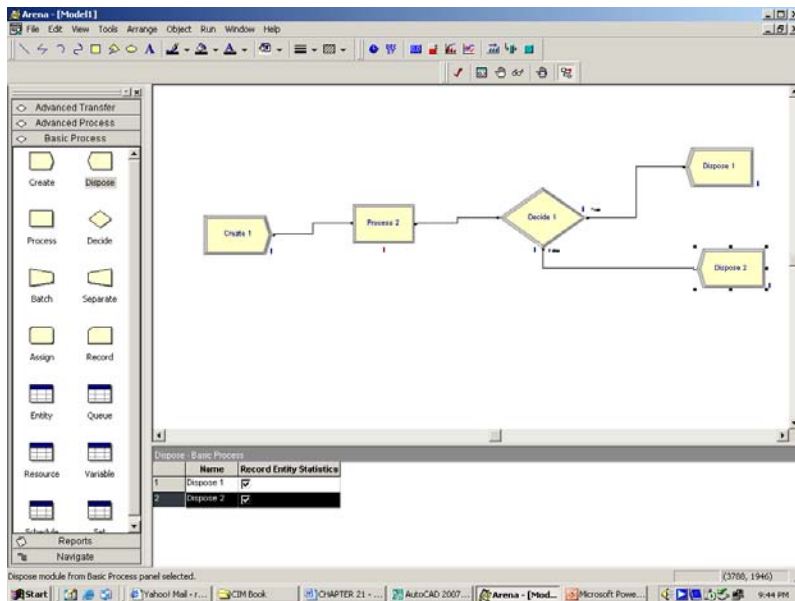 Arena - [Model1]
File Edit View Tools Arrange Object Run Window Help
Advanced Transfer
Advanced Process
Basic Process
Create Dispose
Process Decide
Batch Separate
Assign Record
Entity Queue
Resource Variable
Schedule Set
Reports
Navigate
Create 1
Process 2
Decide 1
Dispose 1
Dispose 2
Dispose - Basic Process
Name Record Entity Statistics
1 Dispose 1
2 Dispose 2
Dispose module from Basic Process panel selected.
(3788, 1946)
Start Yahoo! Mail - r... CIM Book CHAPTER 21 - ... AutoCAD 2007... Arena - [Mod... Microsoft Powe... 9:44 PM